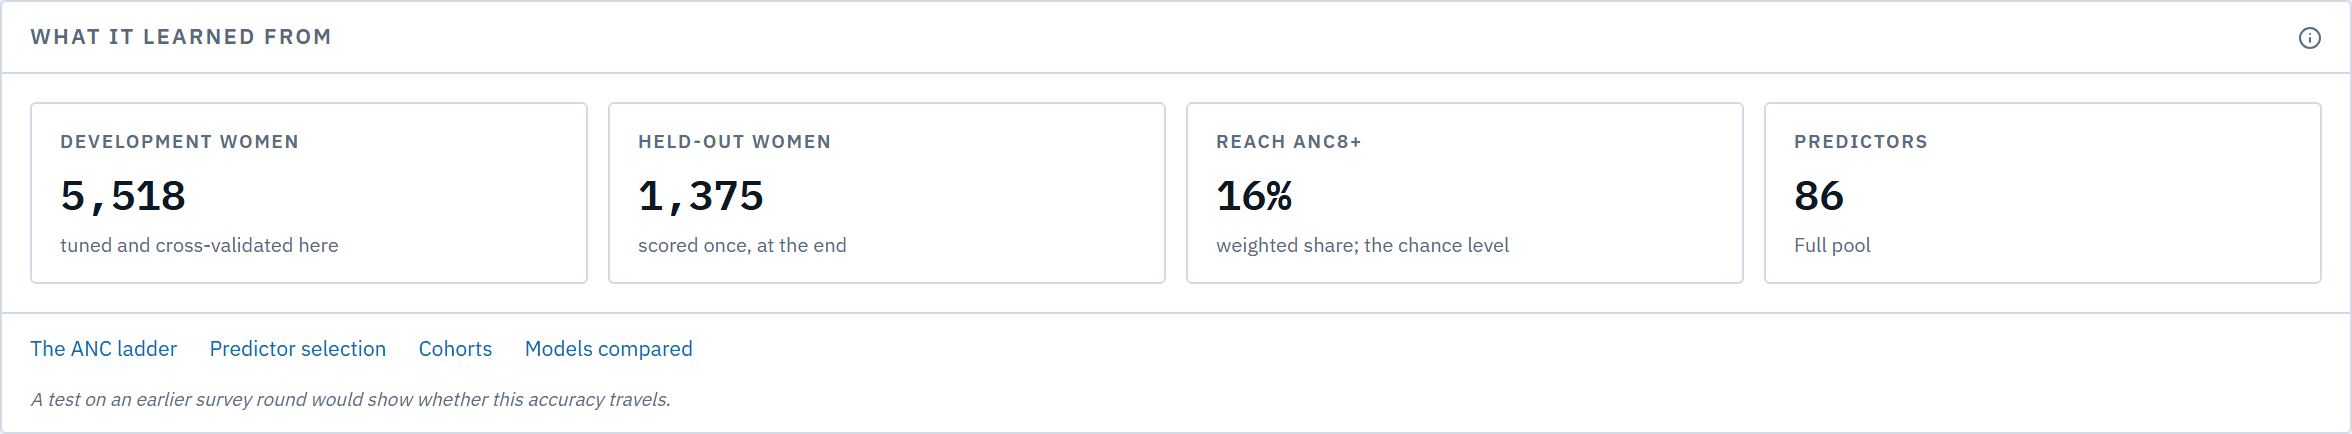 WHAT IT LEARNED FROM
DEVELOPMENT WOMEN
5,518
tuned and cross-validated here
HELD-OUT WOMEN
1,375
scored once, at the end
REACH ANC8+
16%
weighted share; the chance level
PREDICTORS
86
Full pool
The ANC ladder Predictor selection Cohorts Models compared
A test on an earlier survey round would show whether this accuracy travels.